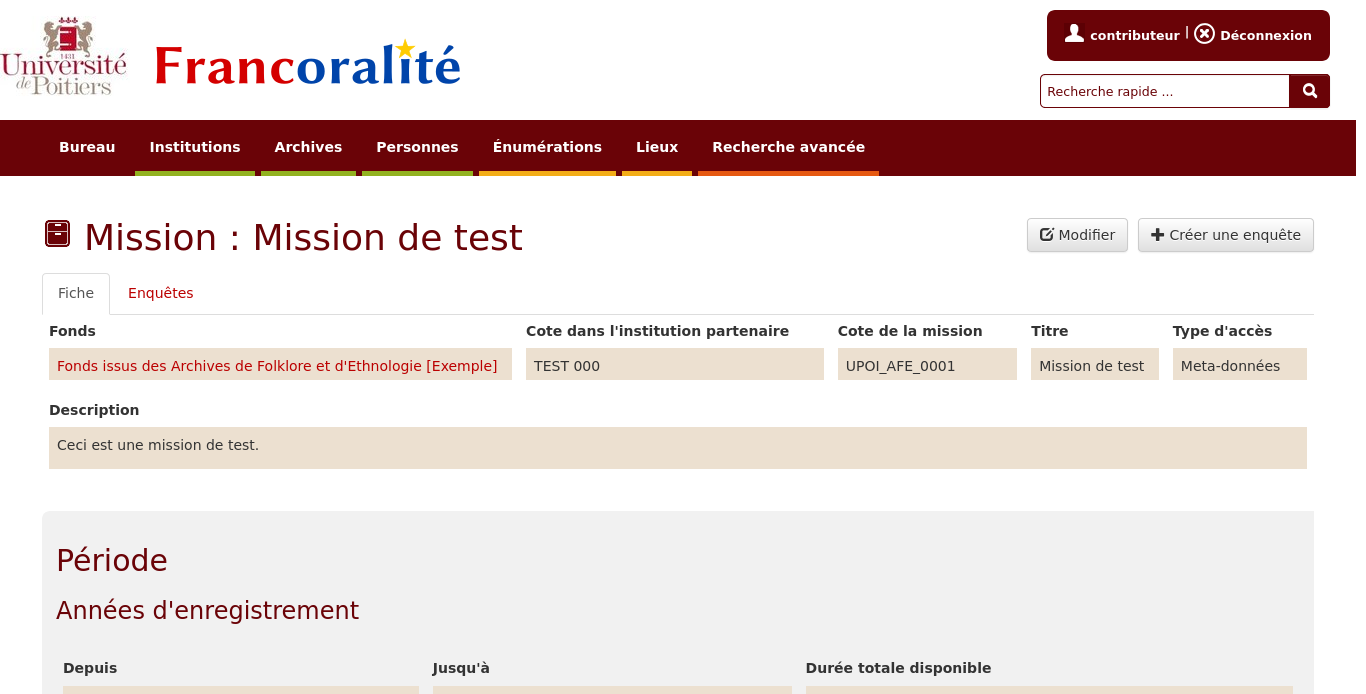 1431
Université
de Poitiers
Francoralité
contributeur | Déconnexion
Recherche rapide ...
Bureau Institutions Archives Personnes Énumérations Lieux Recherche avancée
Mission : Mission de test
Modifier Créer une enquête
Fiche Enquêtes
Fonds Cote dans l'institution partenaire Cote de la mission Titre Type d'accès
Fonds issus des Archives de Folklore et d'Ethnologie [Exemple] TEST 000 UPOI_AFE_0001 Mission de test Meta-données
Description
Ceci est une mission de test.
Période
Années d'enregistrement
Depuis Jusqu'à Durée totale disponible